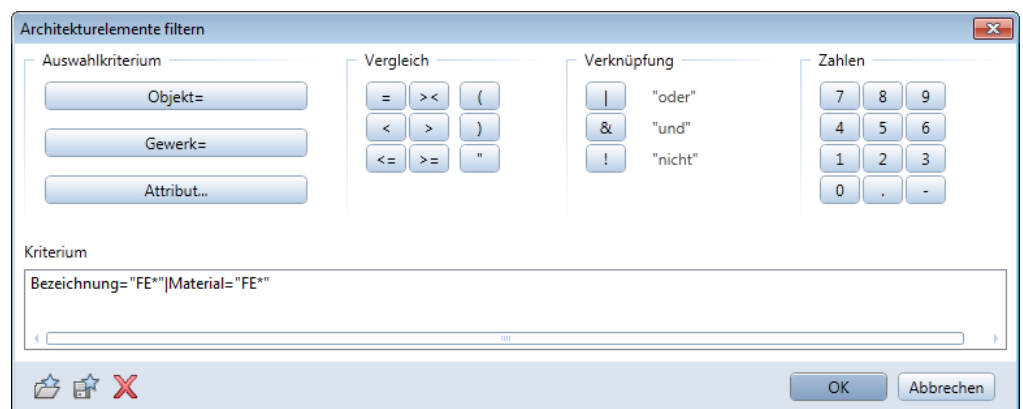 Architekturelemente filtern
Auswahlkriterium Vergleich Verknüpfung Zahlen
Objekt= = >< ( | "oder" 7 8 9
Gewerk= < > ) & "und" 4 5 6
<= >= " ! "nicht" 1 2 3
Attribut... 0 . -
Kriterium
Bezeichnung="FE*"|Material="FE*"
OK Abbrechen